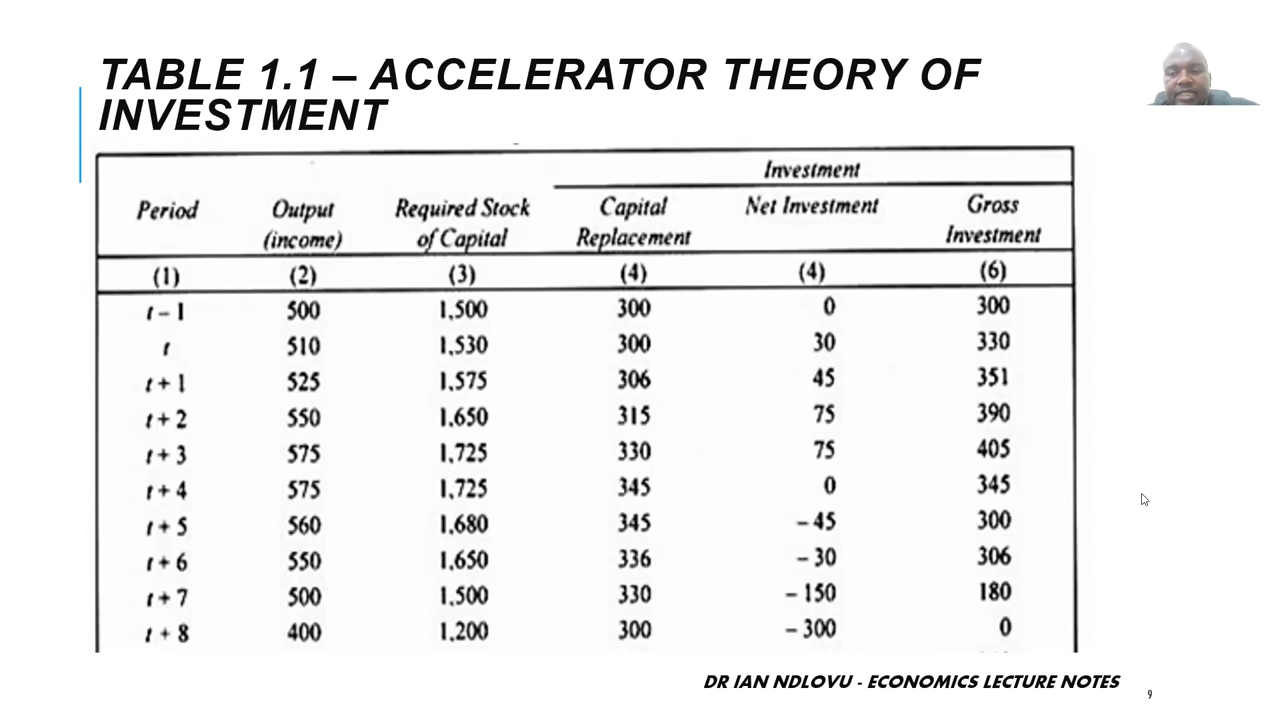 TABLE 1.1 – ACCELERATOR THEORY OF
INVESTMENT
Investment
Period Output Required Stock Capital Net Investment Gross
(income) of Capital Replacement Investment
(1) (2) (3) (4) (4) (6)
t – 1 500 1,500 300 0 300
t 510 1,530 300 30 330
t + 1 525 1,575 306 45 351
t + 2 550 1,650 315 75 390
t + 3 575 1,725 330 75 405
t + 4 575 1,725 345 0 345
t + 5 560 1,680 345 – 45 300
t + 6 550 1,650 336 – 30 306
t + 7 500 1,500 330 – 150 180
t + 8 400 1,200 300 – 300 0
DR IAN NDLOVU - ECONOMICS LECTURE NOTES
9